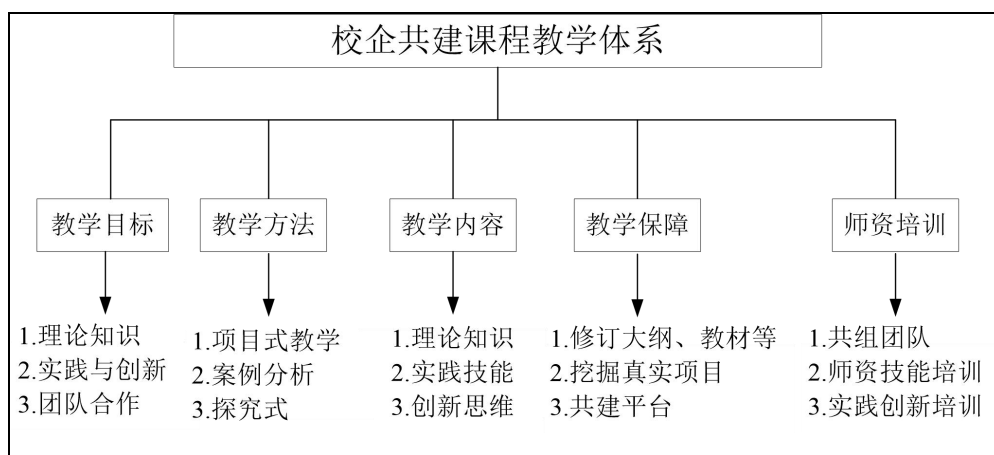 校企共建课程教学体系
教学目标
教学方法
教学内容
教学保障
师资培训
1.理论知识
2.实践与创新
3.团队合作
1.项目式教学
2.案例分析
3.探究式
1.理论知识
2.实践技能
3.创新思维
1.修订大纲、教材等
2.挖掘真实项目
3.共建平台
1.共组团队
2.师资技能培训
3.实践创新培训